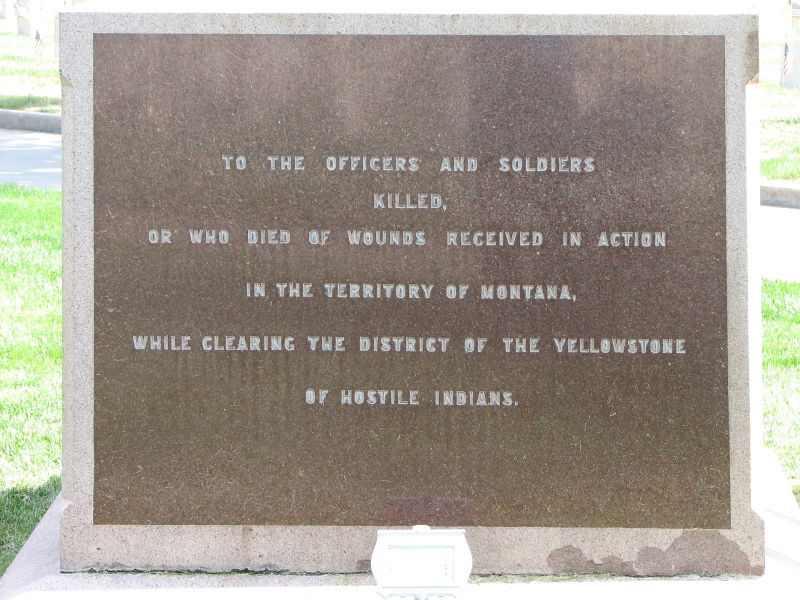 TO THE OFFICERS AND SOLDIERS
KILLED,
OR WHO DIED OF WOUNDS RECEIVED IN ACTION
IN THE TERRITORY OF MONTANA,
WHILE CLEARING THE DISTRICT OF THE YELLOWSTONE
OF HOSTILE INDIANS.